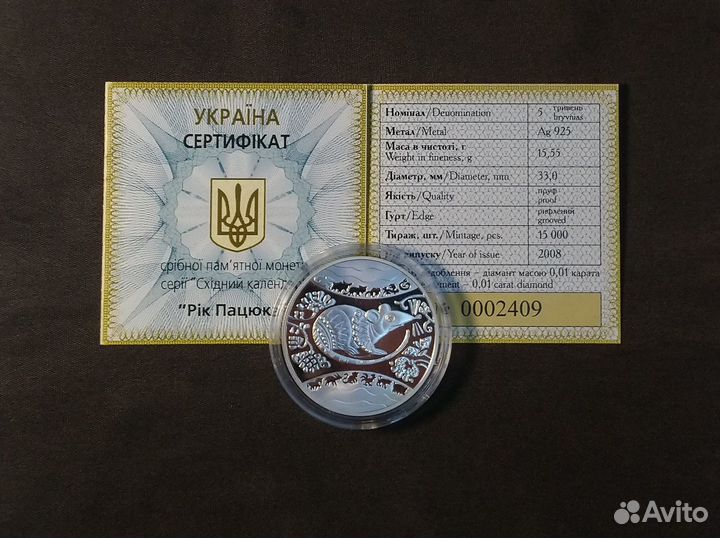 УКРАЇНА
СЕРТИФІКАТ
срібної пам'ятної монети
серії "Східний календ
"Рік Пацюка
Номінал/Denomination 5 гривень hryvnias
Метал/Metal Ag 925
Маса в чистоті, г
Weight in fineness, g 15,55
Діаметр, мм/Diameter, mm 33,0
Якість/Quality пруф proof
Гурт/Edge рифлений grooved
Тираж, шт./Mintage, pcs. 15 000
випуску/Year of issue 2008
оздоблення – діамант масою 0,01 карата
– 0,01 carat diamond
№ 0002409
Avito